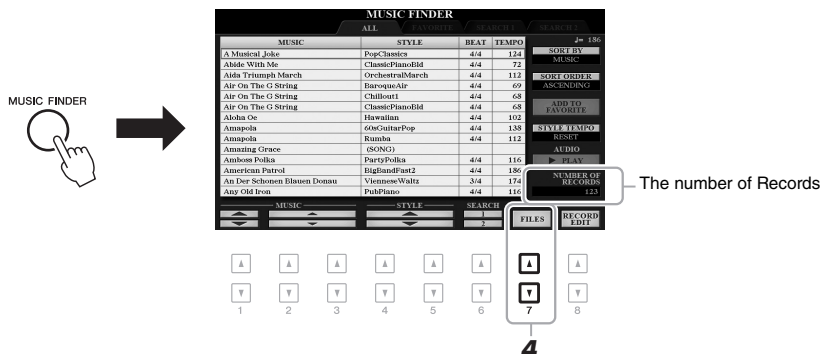 MUSIC FINDER
MUSIC FINDER
ALL
FAVORITE
SEARCH 1
SEARCH 2
MUSIC STYLE BEAT TEMPO
A Musical Joke PopClassics 4/4 124
Abide With Me ClassicPianoBld 4/4 72
Aida Triumph March OrchestralMarch 4/4 112
Air On The G String BaroqueAir 4/4 69
Air On The G String Chillout1 4/4 68
Air On The G String ClassicPianoBld 4/4 68
Aloha Oe Hawaiian 4/4 102
Amapola 60sGuitarPop 4/4 138
Amapola Rumba 4/4 112
Amazing Grace (SONG)
Amboss Polka PartyPolka 4/4 116
American Patrol BigBandFast2 4/4 186
An Der Schonen Blauen Donau VienneseWaltz 3/4 174
Any Old Iron PubPiano 4/4 116
♩= 186
SORT BY
MUSIC
SORT ORDER
ASCENDING
ADD TO
FAVORITE
STYLE TEMPO
RESET
AUDIO
▶ PLAY
NUMBER OF
RECORDS
123
The number of Records
MUSIC STYLE SEARCH
1
2
FILES
RECORD
EDIT
1 2 3 4 5 6 7 8
4